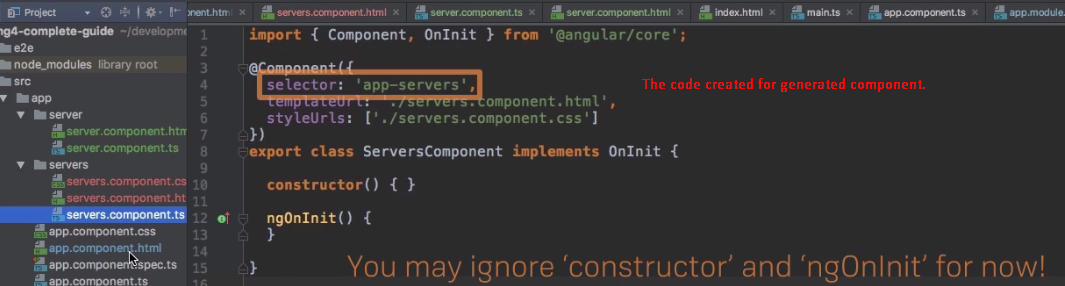 Project
onent.html
servers.component.html
server.component.ts
server.component.html
index.html
main.ts
app.component.ts
app.module.
ng4-complete-guide ~/developme
e2e
node_modules library root
src
app
server
server.component.htm
server.component.ts
servers
servers.component.cs
servers.component.ht
servers.component.ts
app.component.css
app.component.html
app.component.spec.ts
app.component.ts
1 import { Component, OnInit } from '@angular/core';
2
3 @Component({
4 selector: 'app-servers',
5 templateUrl: './servers.component.html',
6 styleUrls: ['./servers.component.css']
7 })
8 export class ServersComponent implements OnInit {
9
10 constructor() { }
11
12 ngOnInit() {
13 }
14
15 }
16
The code created for generated component.
You may ignore ‘constructor’ and ‘ngOnInit’ for now!